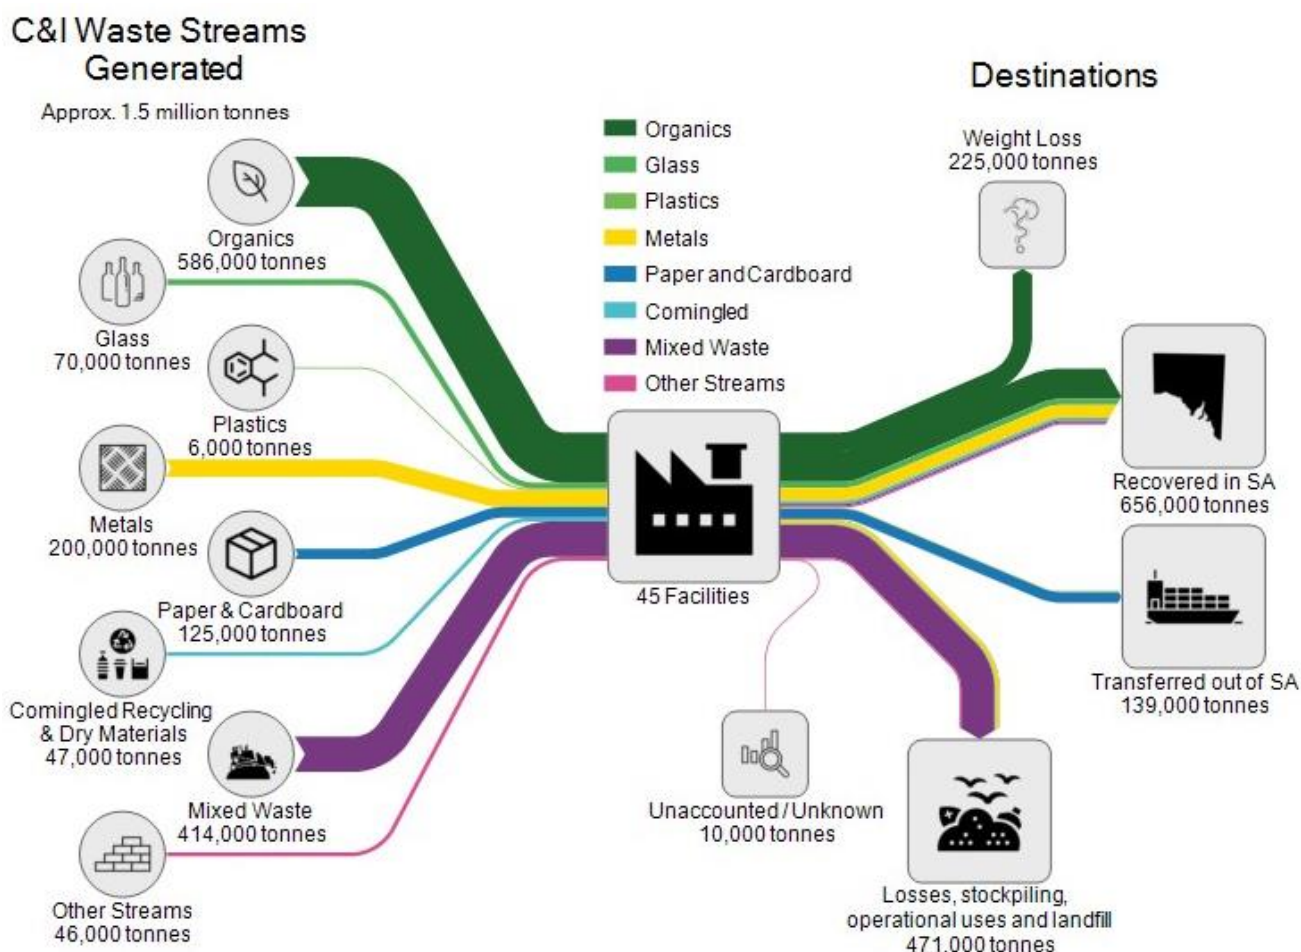 C&I Waste Streams
Generated
Approx. 1.5 million tonnes
Organics
586,000 tonnes
Glass
70,000 tonnes
Plastics
6,000 tonnes
Metals
200,000 tonnes
Paper & Cardboard
125,000 tonnes
Comingled Recycling
& Dry Materials
47,000 tonnes
Mixed Waste
414,000 tonnes
Other Streams
46,000 tonnes
Organics
Glass
Plastics
Metals
Paper and Cardboard
Comingled
Mixed Waste
Other Streams
45 Facilities
Destinations
Weight Loss
225,000 tonnes
Recovered in SA
656,000 tonnes
Transferred out of SA
139,000 tonnes
Unaccounted / Unknown
10,000 tonnes
Losses, stockpiling,
operational uses and landfill
471,000 tonnes